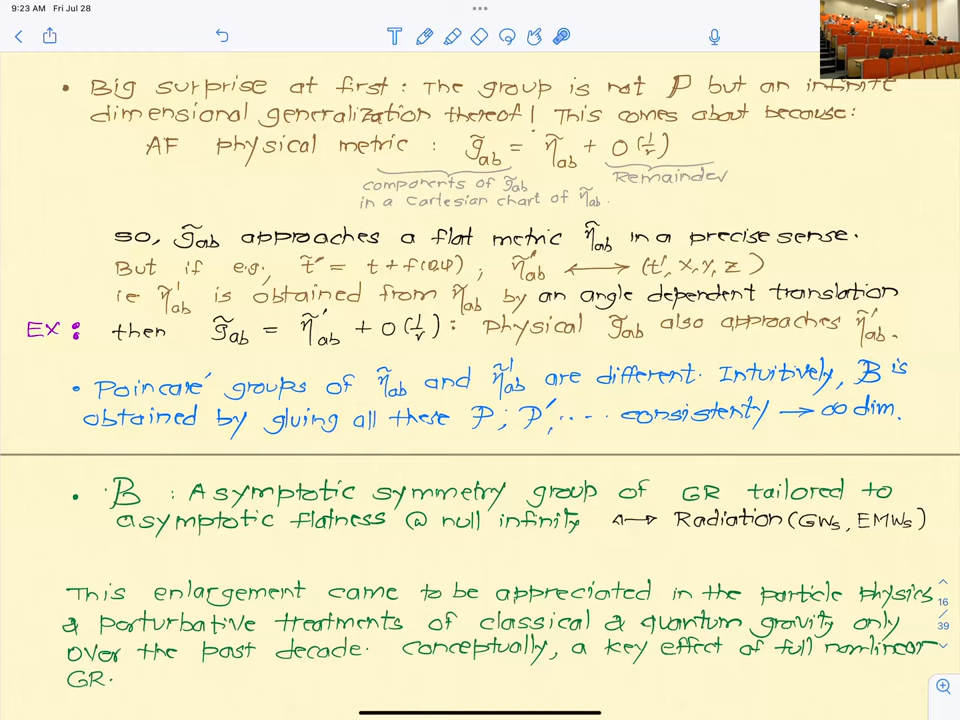 9:23 AM Fri Jul 28
• Big surprise at first : The group is not P but an infinite
dimensional generalization thereof! This comes about because:
AF physical metric : g̃ab = η̃ab + O(1/r)
components of g̃ab
in a Cartesian chart of η̃ab.
Remainder
so, g̃ab approaches a flat metric η̃ab in a precise sense.
But if e.g, t̃' = t + f(θ,φ) ; η̃'ab ⟷ (t', x, y, z)
ie η̃'ab is obtained from η̃ab by an angle dependent translation
EX : then g̃ab = η̃'ab + O(1/r) : Physical g̃ab also approaches η̃'ab.
• Poincaré groups of η̃ab and η̃'ab are different. Intuitively, B is
obtained by gluing all these P, P', .... consistently → ∞ dim.
• B : Asymptotic symmetry group of GR tailored to
asymptotic flatness @ null infinity ↔ Radiation (GWs, EMWs)
This enlargement came to be appreciated in the particle physics
& porturbative treatments of classical & quantum gravity only
over the past decade. Conceptually, a key effect of full nonlinear
GR.
16
/
39